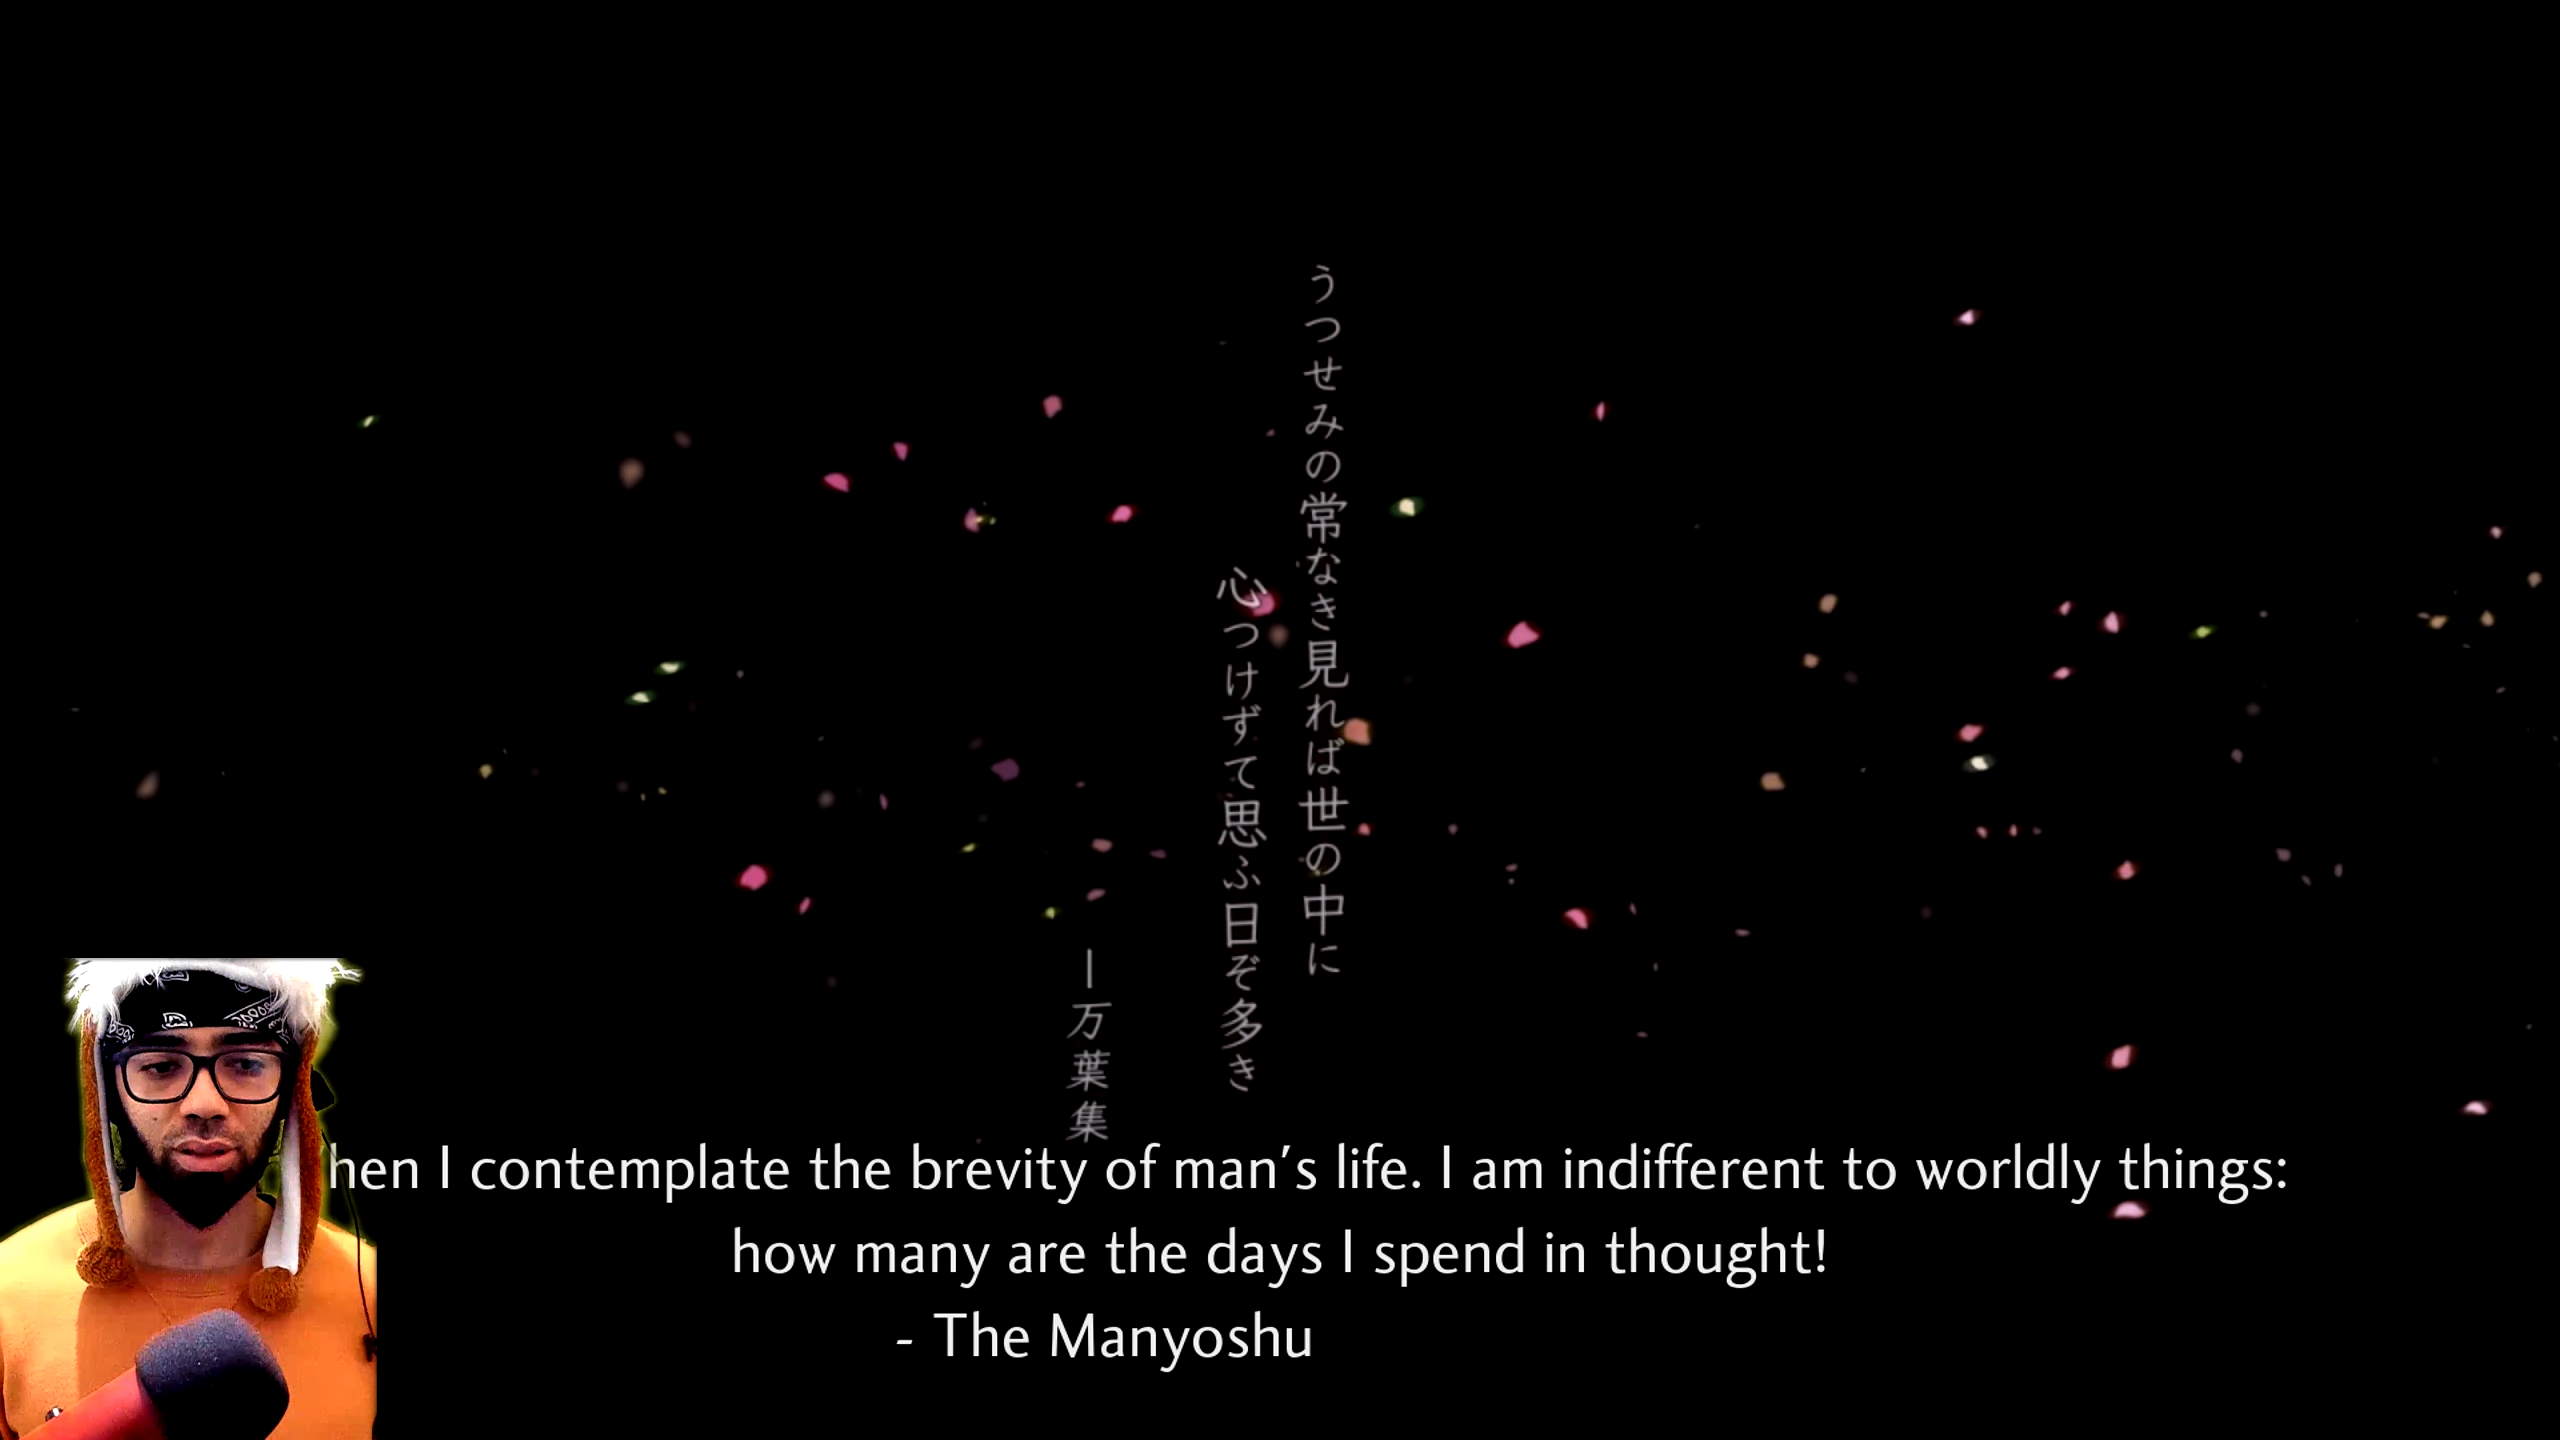 うつせみの常なき見れば世の中に
心つけずて思ふ日ぞ多き
—万葉集
hen I contemplate the brevity of man's life. I am indifferent to worldly things:
how many are the days I spend in thought!
- The Manyoshu